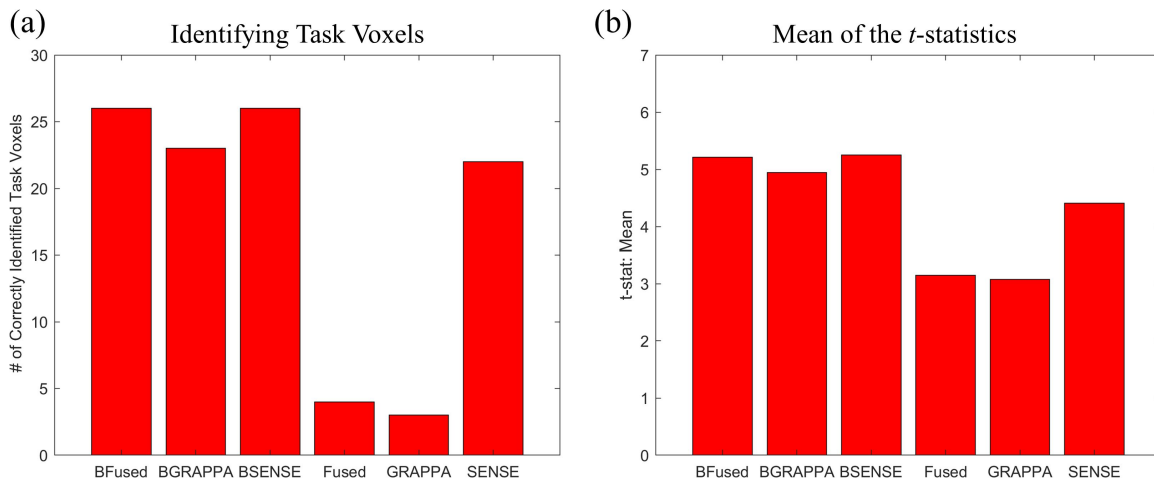 (a)
Identifying Task Voxels
# of Correctly Identified Task Voxels
30
25
20
15
10
5
0
BFused BGRAPPA BSENSE Fused GRAPPA SENSE
(b)
Mean of the t-statistics
t-stat: Mean
7
6
5
4
3
2
1
0
BFused BGRAPPA BSENSE Fused GRAPPA SENSE